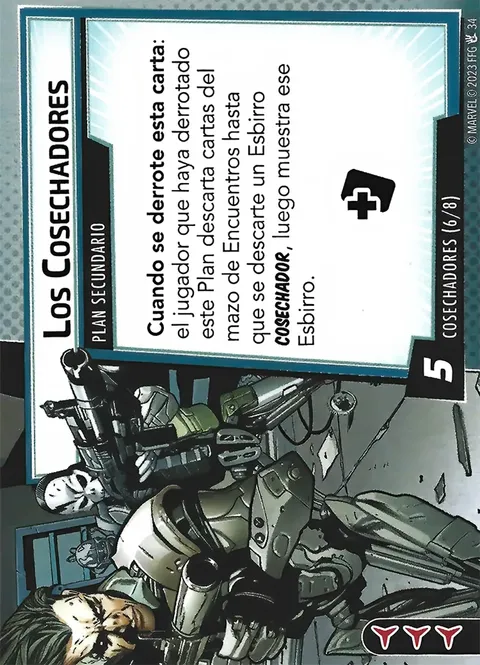 Los Cosechadores
PLAN SECUNDARIO
Cuando se derrote esta carta:
el jugador que haya derrotado
este Plan descarta cartas del
mazo de Encuentros hasta
que se descarte un Esbirro
COSECHADOR, luego muestra ese
Esbirro.
5
COSECHADORES (6/8)
© MARVEL © 2023 FFG 34